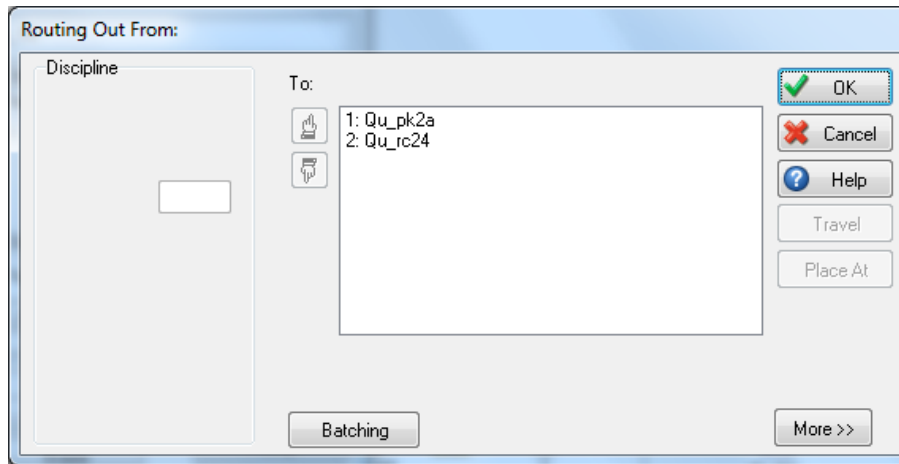 Routing Out From:
Discipline
To:
1: Qu_pk2a
2: Qu_rc24
OK
Cancel
Help
Travel
Place At
Batching
More >>